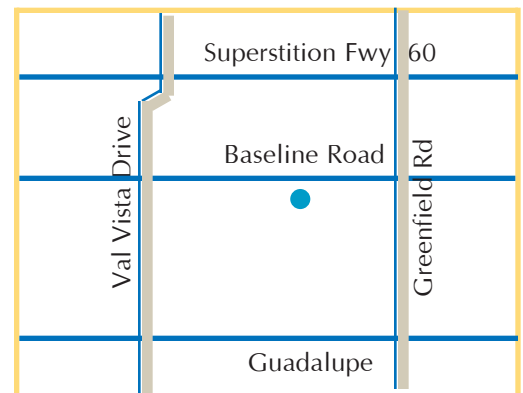 Superstition Fwy 60
Baseline Road
Val Vista Drive
Greenfield Rd
Guadalupe